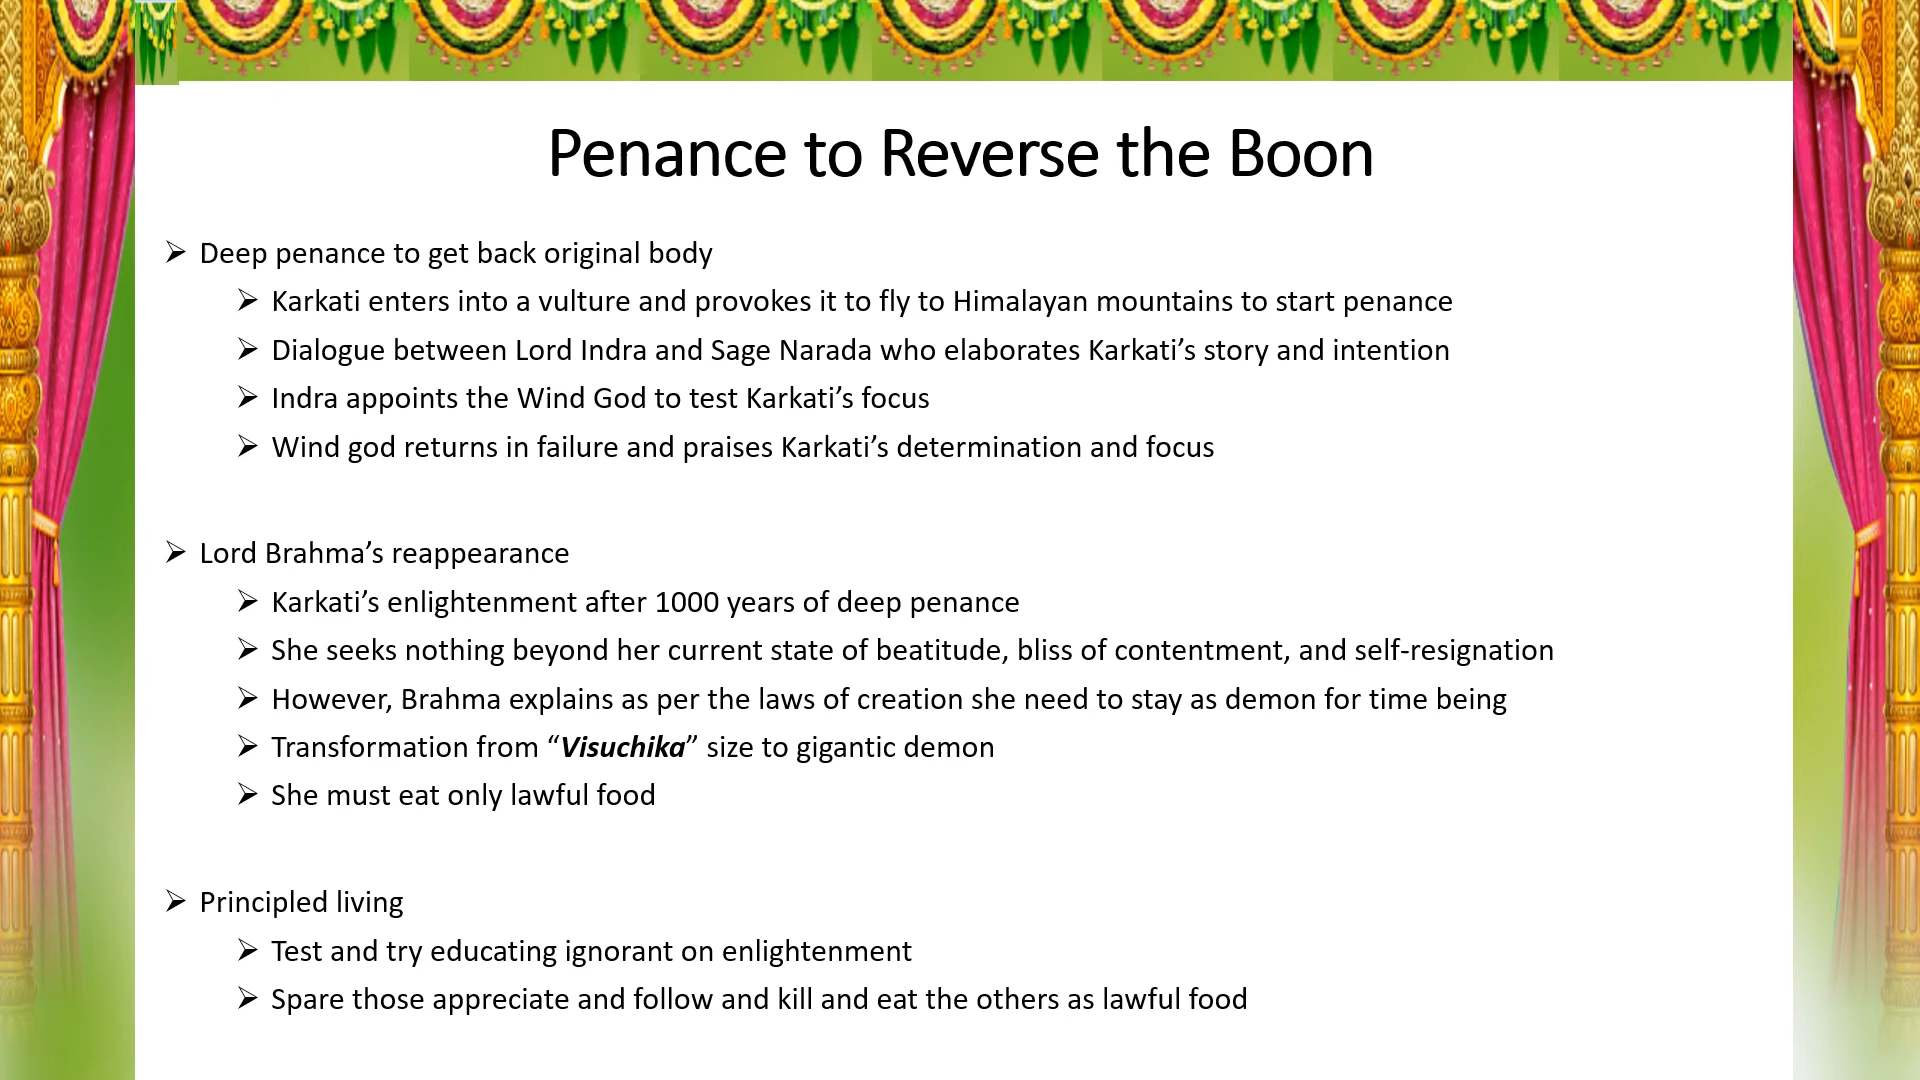 Penance to Reverse the Boon
➢ Deep penance to get back original body
➢ Karkati enters into a vulture and provokes it to fly to Himalayan mountains to start penance
➢ Dialogue between Lord Indra and Sage Narada who elaborates Karkati’s story and intention
➢ Indra appoints the Wind God to test Karkati’s focus
➢ Wind god returns in failure and praises Karkati’s determination and focus
➢ Lord Brahma’s reappearance
➢ Karkati’s enlightenment after 1000 years of deep penance
➢ She seeks nothing beyond her current state of beatitude, bliss of contentment, and self-resignation
➢ However, Brahma explains as per the laws of creation she need to stay as demon for time being
➢ Transformation from “Visuchika” size to gigantic demon
➢ She must eat only lawful food
➢ Principled living
➢ Test and try educating ignorant on enlightenment
➢ Spare those appreciate and follow and kill and eat the others as lawful food